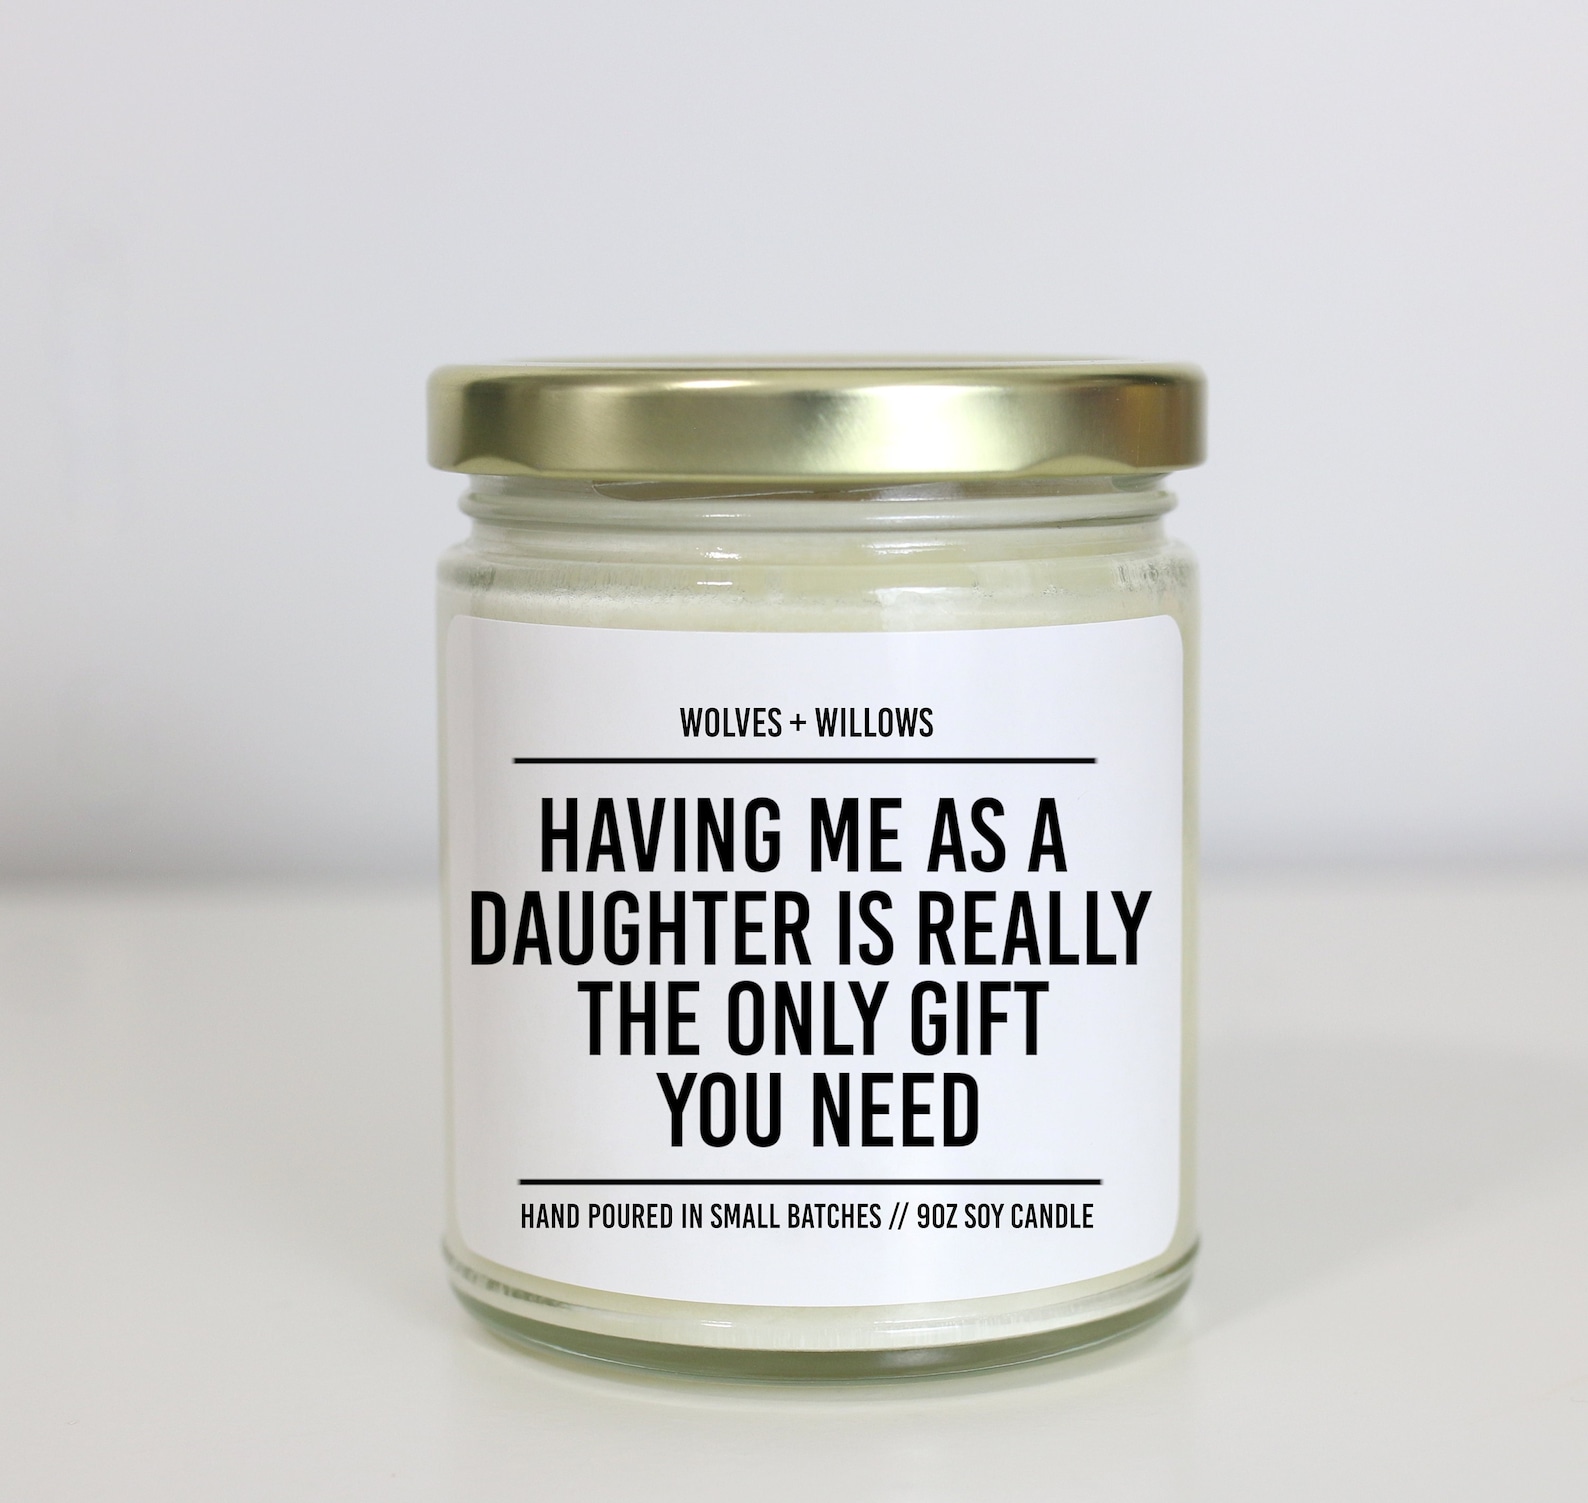 WOLVES + WILLOWS
HAVING ME AS A
DAUGHTER IS REALLY
THE ONLY GIFT
YOU NEED
HAND POURED IN SMALL BATCHES // 9OZ SOY CANDLE